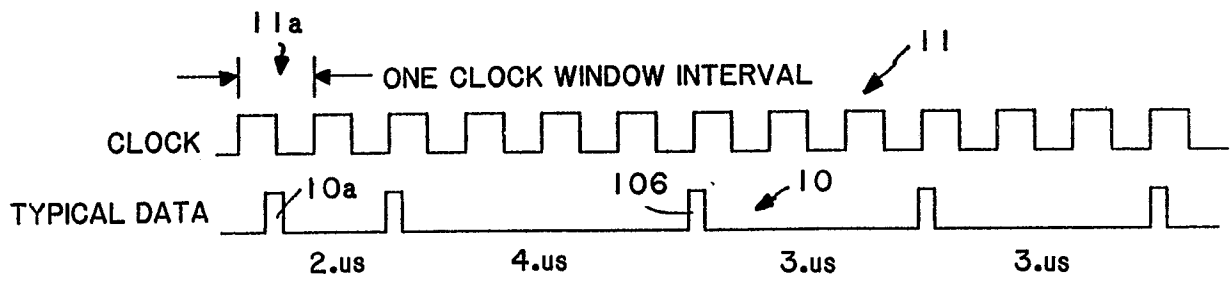 11a
11
ONE CLOCK WINDOW INTERVAL
CLOCK
10a
106
10
TYPICAL DATA
2.us 4.us 3.us 3.us